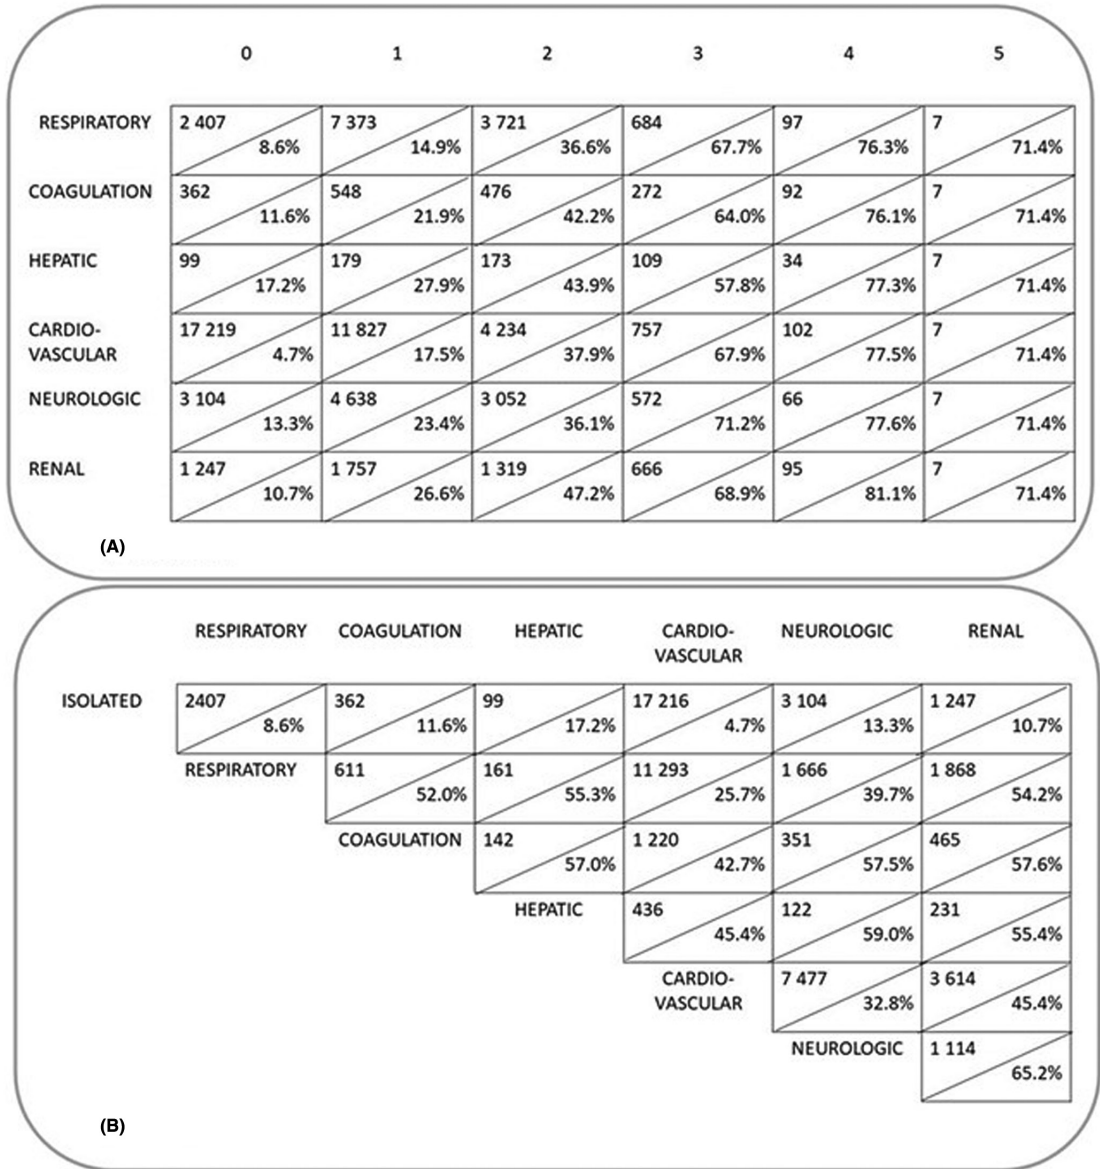 0 1 2 3 4 5
RESPIRATORY 2 407 8.6% 7 373 14.9% 3 721 36.6% 684 67.7% 97 76.3% 7 71.4%
COAGULATION 362 11.6% 548 21.9% 476 42.2% 272 64.0% 92 76.1% 7 71.4%
HEPATIC 99 17.2% 179 27.9% 173 43.9% 109 57.8% 34 77.3% 7 71.4%
CARDIO-
VASCULAR 17 219 4.7% 11 827 17.5% 4 234 37.9% 757 67.9% 102 77.5% 7 71.4%
NEUROLOGIC 3 104 13.3% 4 638 23.4% 3 052 36.1% 572 71.2% 66 77.6% 7 71.4%
RENAL 1 247 10.7% 1 757 26.6% 1 319 47.2% 666 68.9% 95 81.1% 7 71.4%
(A)
RESPIRATORY COAGULATION HEPATIC CARDIO- NEUROLOGIC RENAL
VASCULAR
ISOLATED 2407 8.6% 362 11.6% 99 17.2% 17 216 4.7% 3 104 13.3% 1 247 10.7%
RESPIRATORY 611 52.0% 161 55.3% 11 293 25.7% 1 666 39.7% 1 868 54.2%
COAGULATION 142 57.0% 1 220 42.7% 351 57.5% 465 57.6%
HEPATIC 436 45.4% 122 59.0% 231 55.4%
CARDIO-
VASCULAR 7 477 32.8% 3 614 45.4%
NEUROLOGIC 1 114 65.2%
(B)